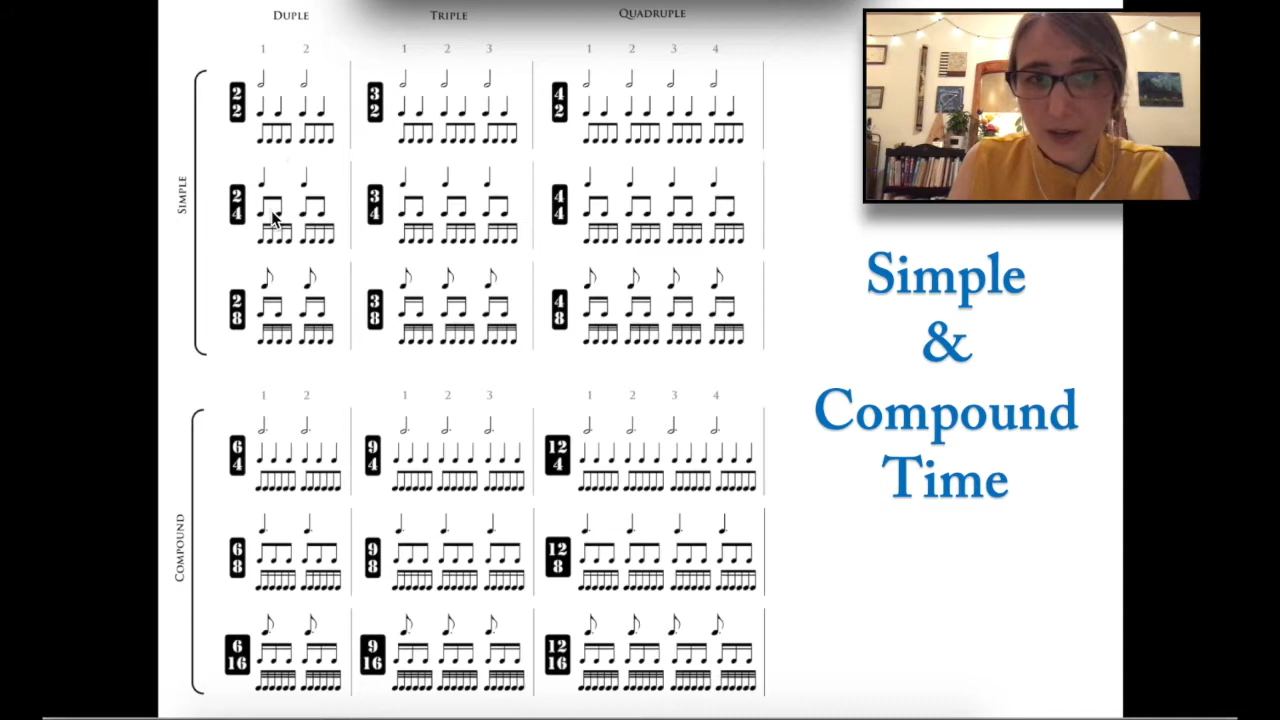 DUPLE TRIPLE QUADRUPLE
1 2 1 2 3 1 2 3 4
SIMPLE
2 2 3 2 4 2
2 4 3 4 4 4
2 8 3 8 4 8
1 2 1 2 3 1 2 3 4
COMPOUND
6 4 9 4 12 4
6 8 9 8 12 8
6 16 9 16 12 16
Simple
&
Compound
Time